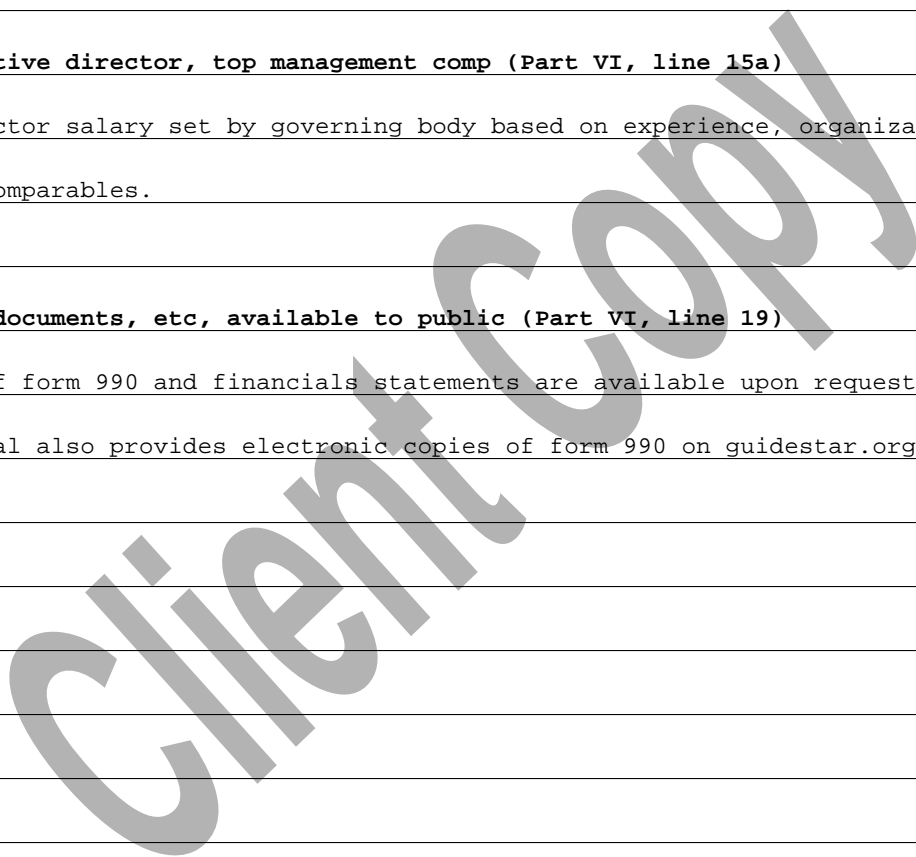 tive director, top management comp (Part VI, line 15a)
ctor salary set by governing body based on experience, organiza
omparables.
documents, etc, available to public (Part VI, line 19)
f form 990 and financials statements are available upon request
al also provides electronic copies of form 990 on guidestar.org
Client Copy